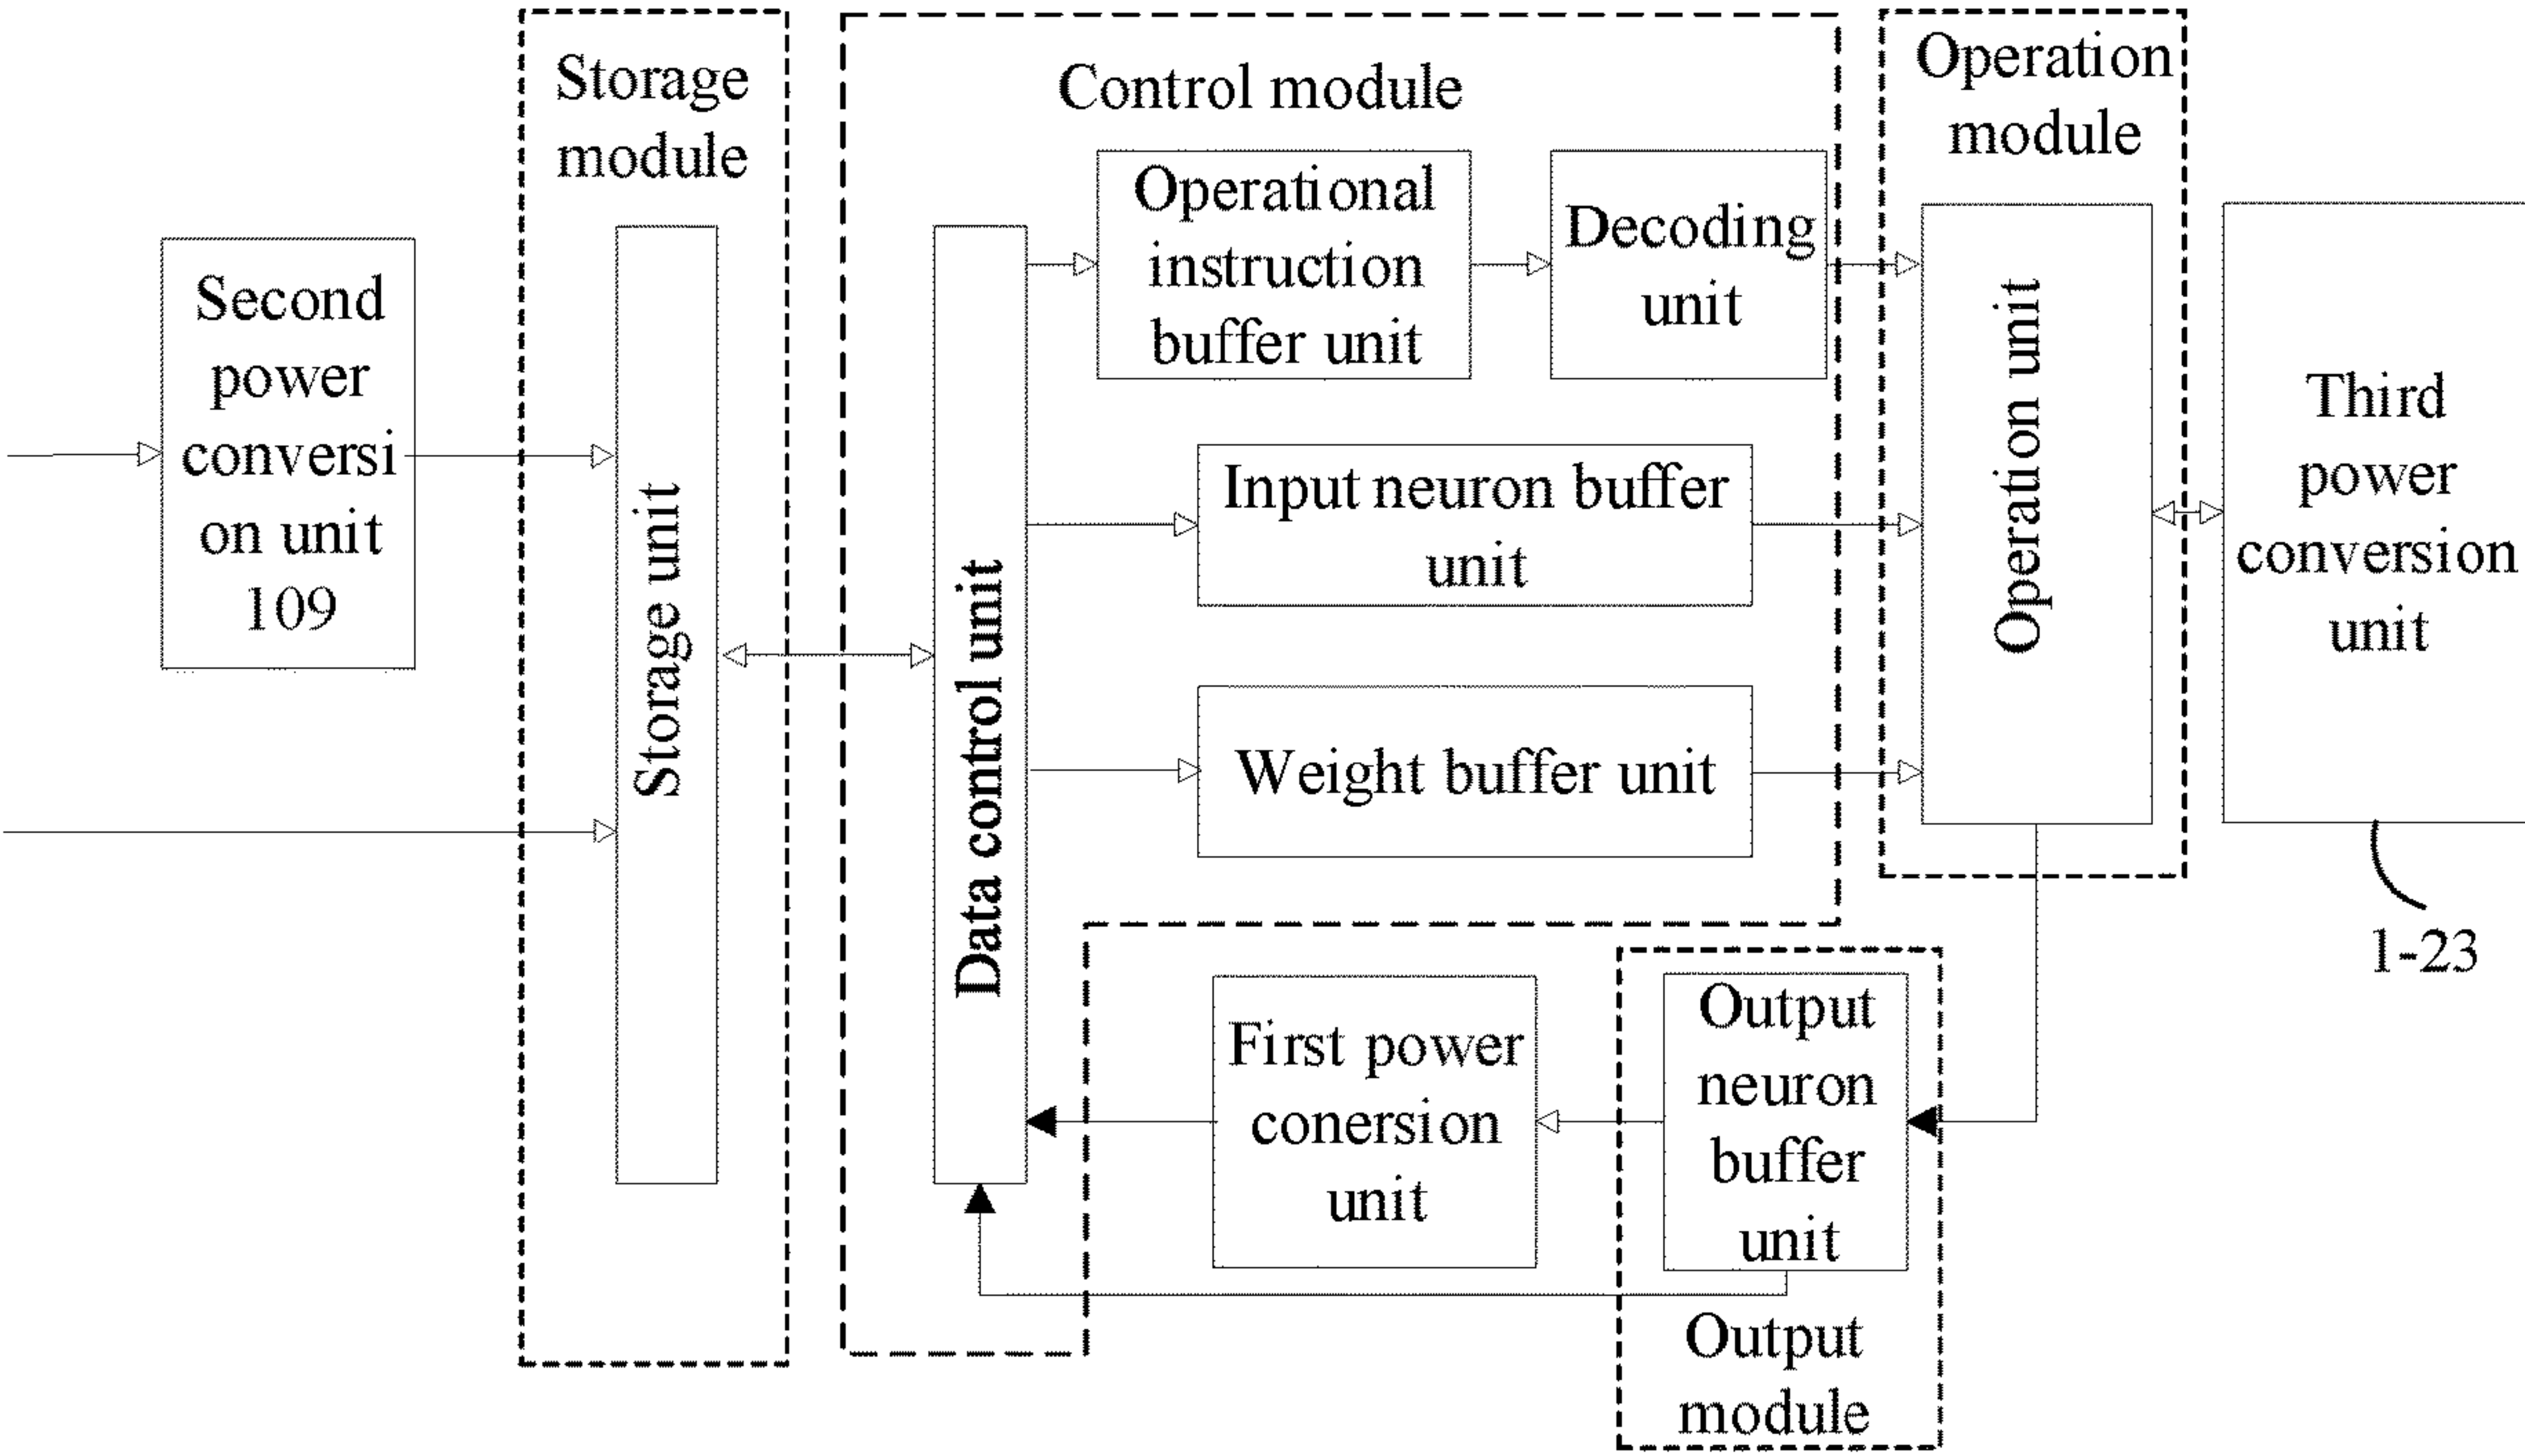 Storage
module
Control module
Operation
module
Second
power
conversi
on unit
109
Storage unit
Data control unit
Operational
instruction
buffer unit
Decoding
unit
Input neuron buffer
unit
Weight buffer unit
Operation unit
Third
power
conversion
unit
1-23
First power
conersion
unit
Output
neuron
buffer
unit
Output
module